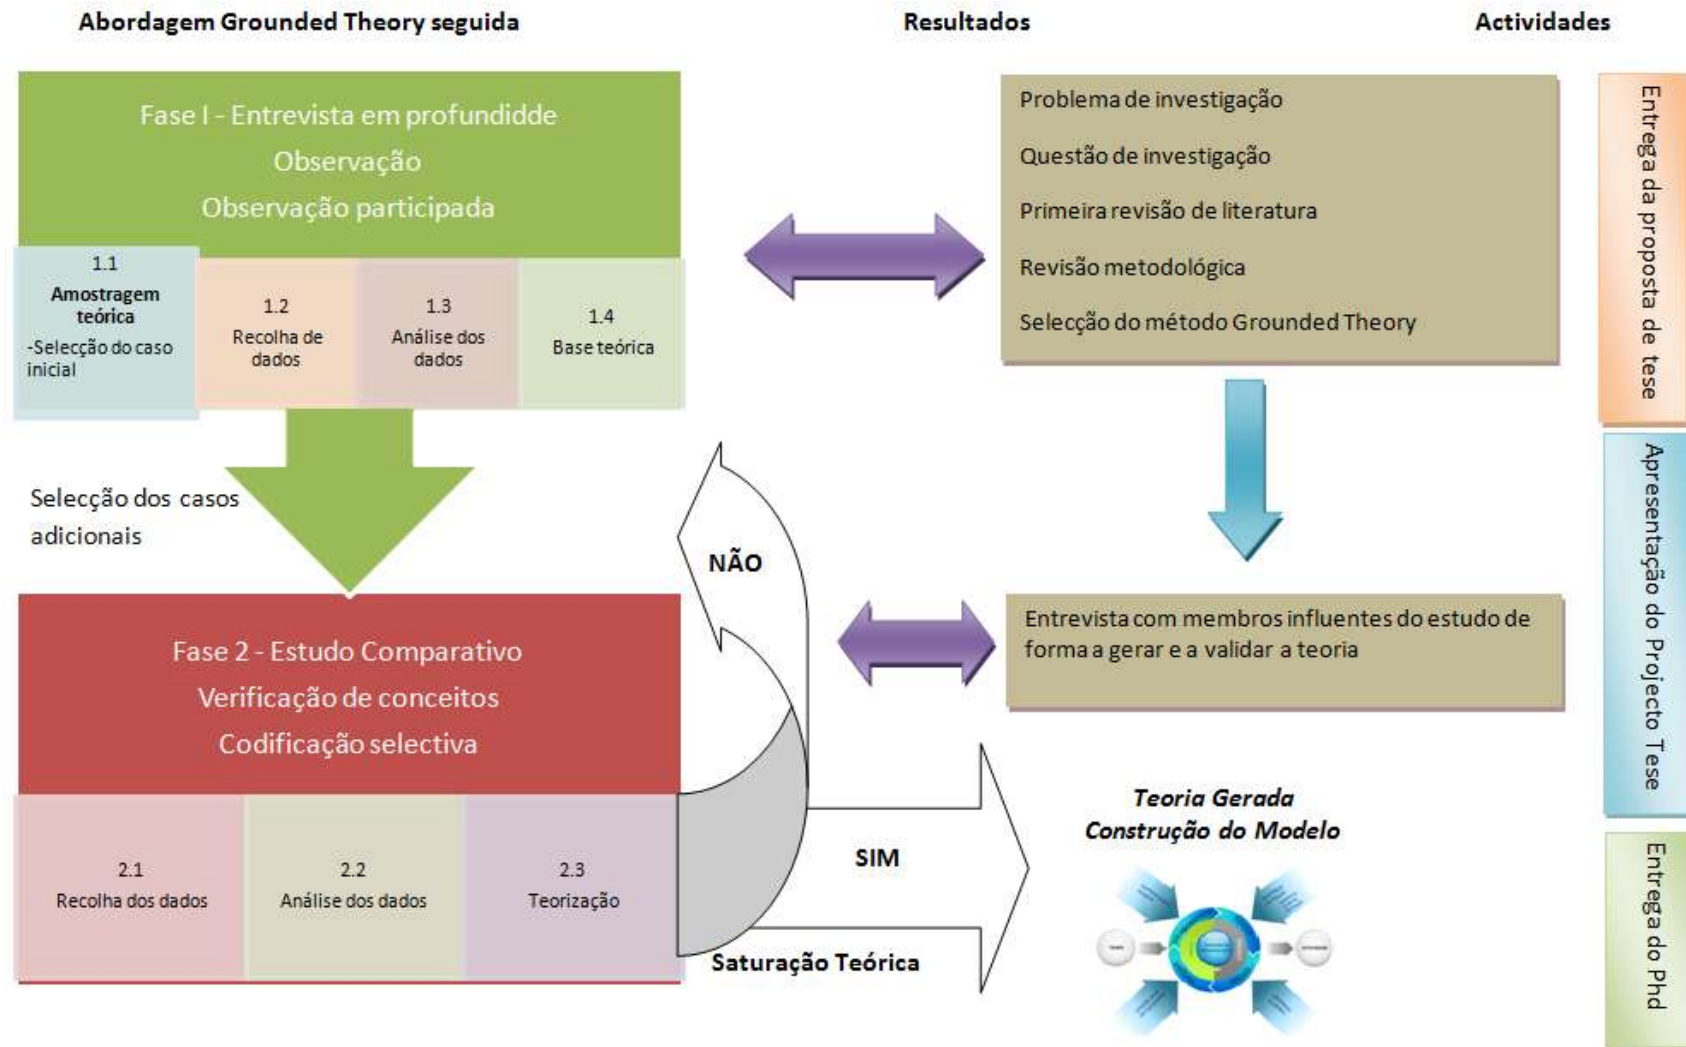 Abordagem Grounded Theory seguida
Resultados
Actividades
Fase I - Entrevista em profundidde
Observação
Observação participada
1.1
Amostragem
teórica
-Selecção do caso
inicial
1.2
Recolha de
dados
1.3
Análise dos
dados
1.4
Base teórica
Problema de investigação
Questão de investigação
Primeira revisão de literatura
Revisão metodológica
Selecção do método Grounded Theory
Entrega da proposta de tese
Selecção dos casos
adicionais
NÃO
Fase 2 - Estudo Comparativo
Verificação de conceitos
Codificação selectiva
2.1
Recolha dos dados
2.2
Análise dos dados
2.3
Teorização
Entrevista com membros influentes do estudo de
forma a gerar e a validar a teoria
Apresentação do Projecto Tese
SIM
Saturação Teórica
Teoria Gerada
Construção do Modelo
Entrega do Phd